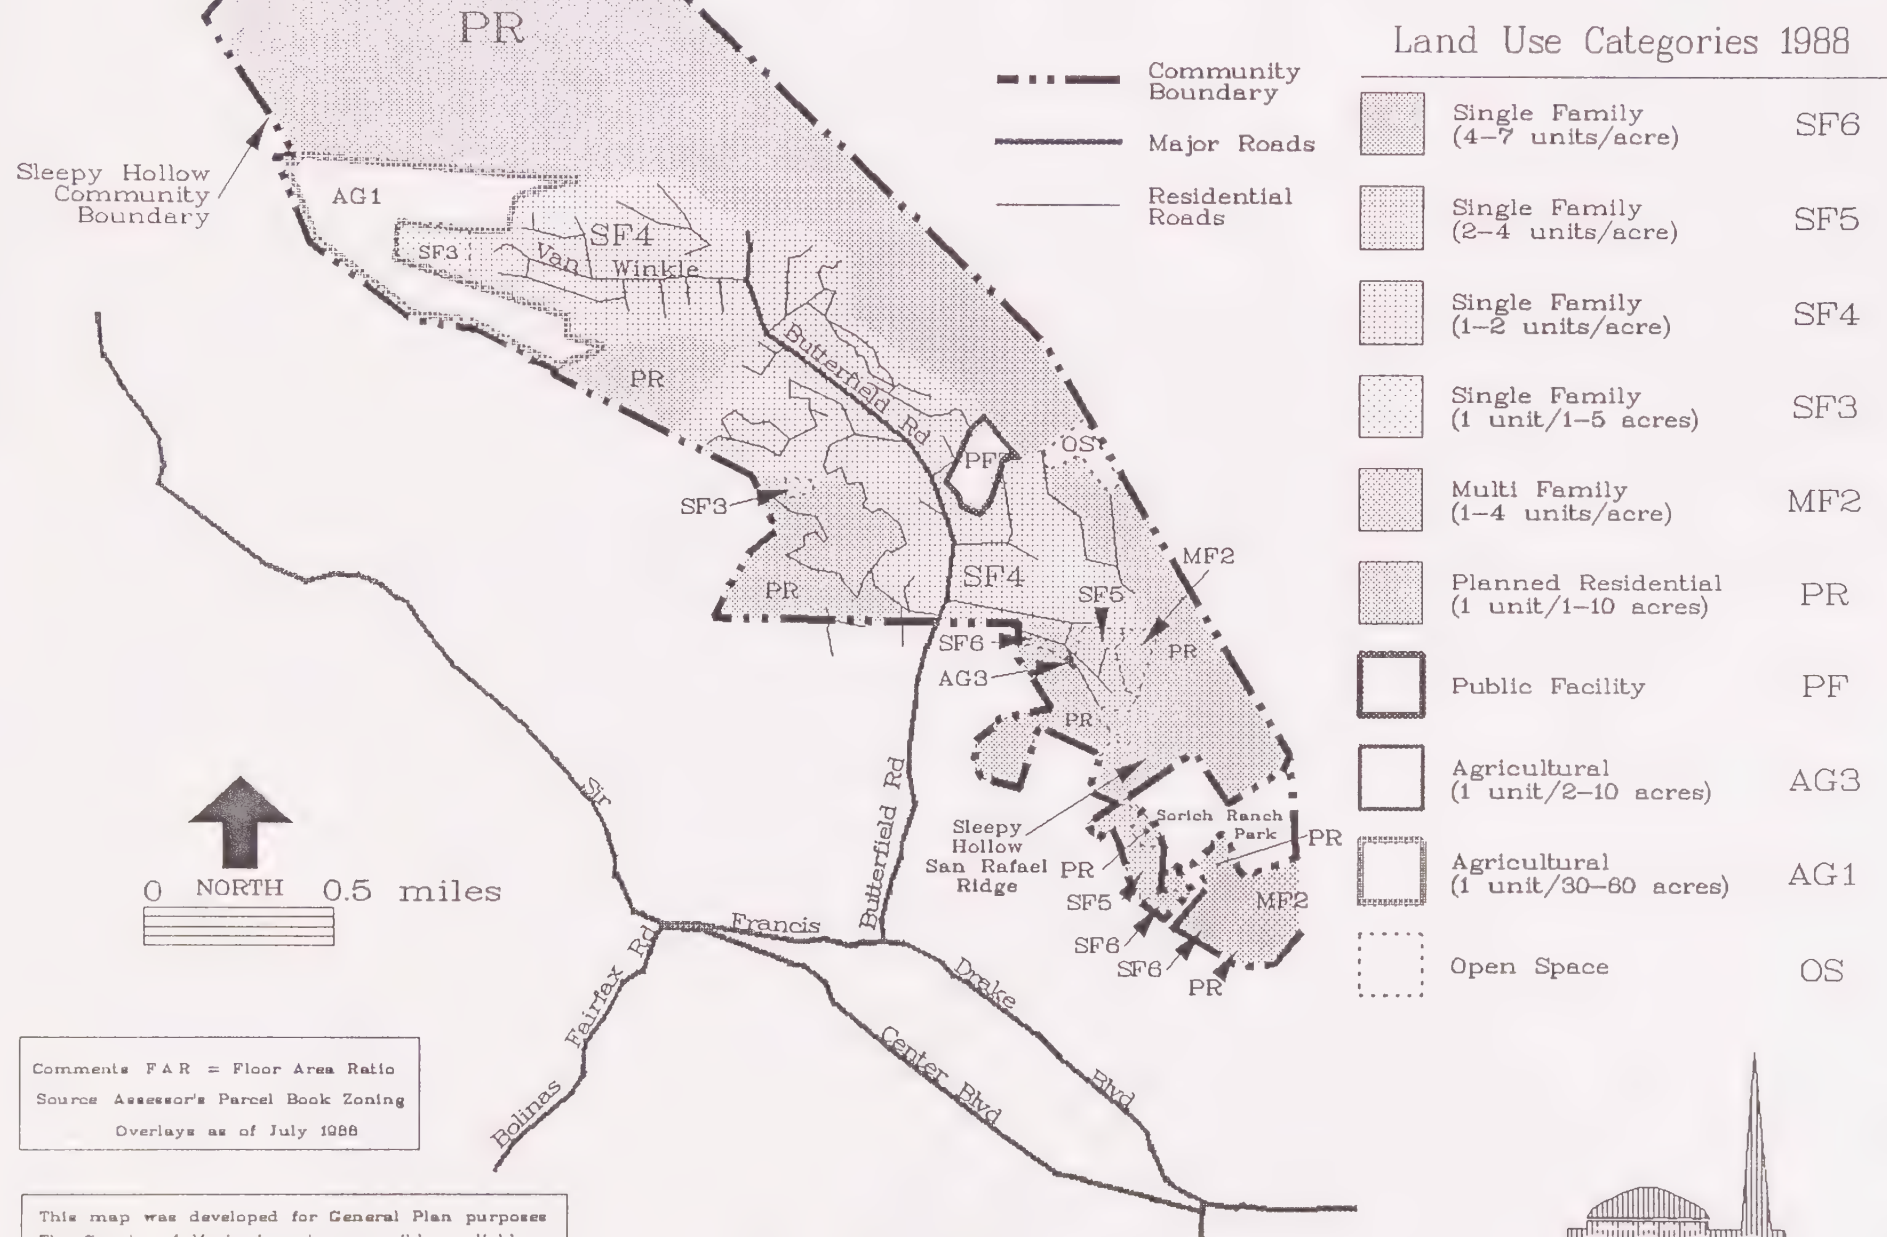 PR
Sleepy Hollow
Community
Boundary
AG1
SF3
SF4
Van Winkle
PR
Butterfield Rd
PF
OS
SF3
PR
SF4
SF5
MF2
SF6
AG3
PR
PR
Sleepy
Hollow
San Rafael
Ridge
Sorich Ranch
Park
PR
PR
SF5
SF6
SF6
PR
MF2
Butterfield Rd
Sir
Francis
Drake
Blvd
Center Blvd
Fairfax Rd
Bolinas
NORTH
0 0.5 miles
Community
Boundary
Major Roads
Residential
Roads
Land Use Categories 1988
Single Family
(4-7 units/acre)
SF6
Single Family
(2-4 units/acre)
SF5
Single Family
(1-2 units/acre)
SF4
Single Family
(1 unit/1-5 acres)
SF3
Multi Family
(1-4 units/acre)
MF2
Planned Residential
(1 unit/1-10 acres)
PR
Public Facility
PF
Agricultural
(1 unit/2-10 acres)
AG3
Agricultural
(1 unit/30-60 acres)
AG1
Open Space
OS
Comments F A R = Floor Area Ratio
Source Assessor's Parcel Book Zoning
Overlays as of July 1988
This map was developed for General Plan purposes